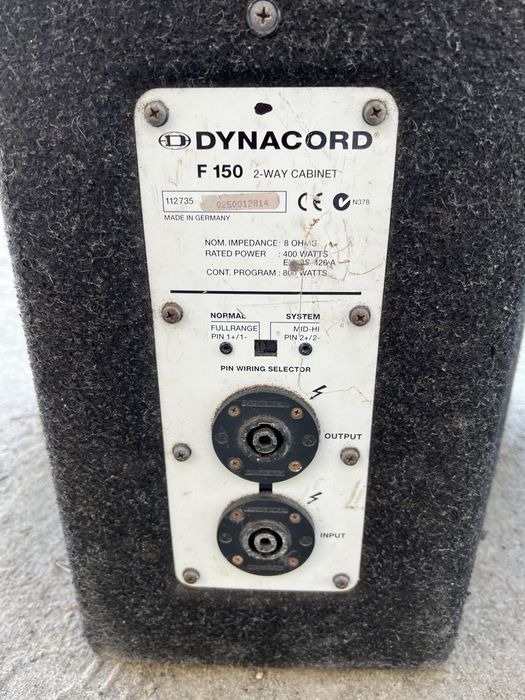 DYNACORD®
F 150 2-WAY CABINET
112735 0250012814
CE N378
MADE IN GERMANY
NOM. IMPEDANCE : 8 OHMS
RATED POWER : 400 WATTS
426-A
CONT. PROGRAM : 800 WATTS
NORMAL SYSTEM
FULLRANGE MID-HI
PIN 1+/1- PIN 2+/2-
PIN WIRING SELECTOR
OUTPUT
INPUT